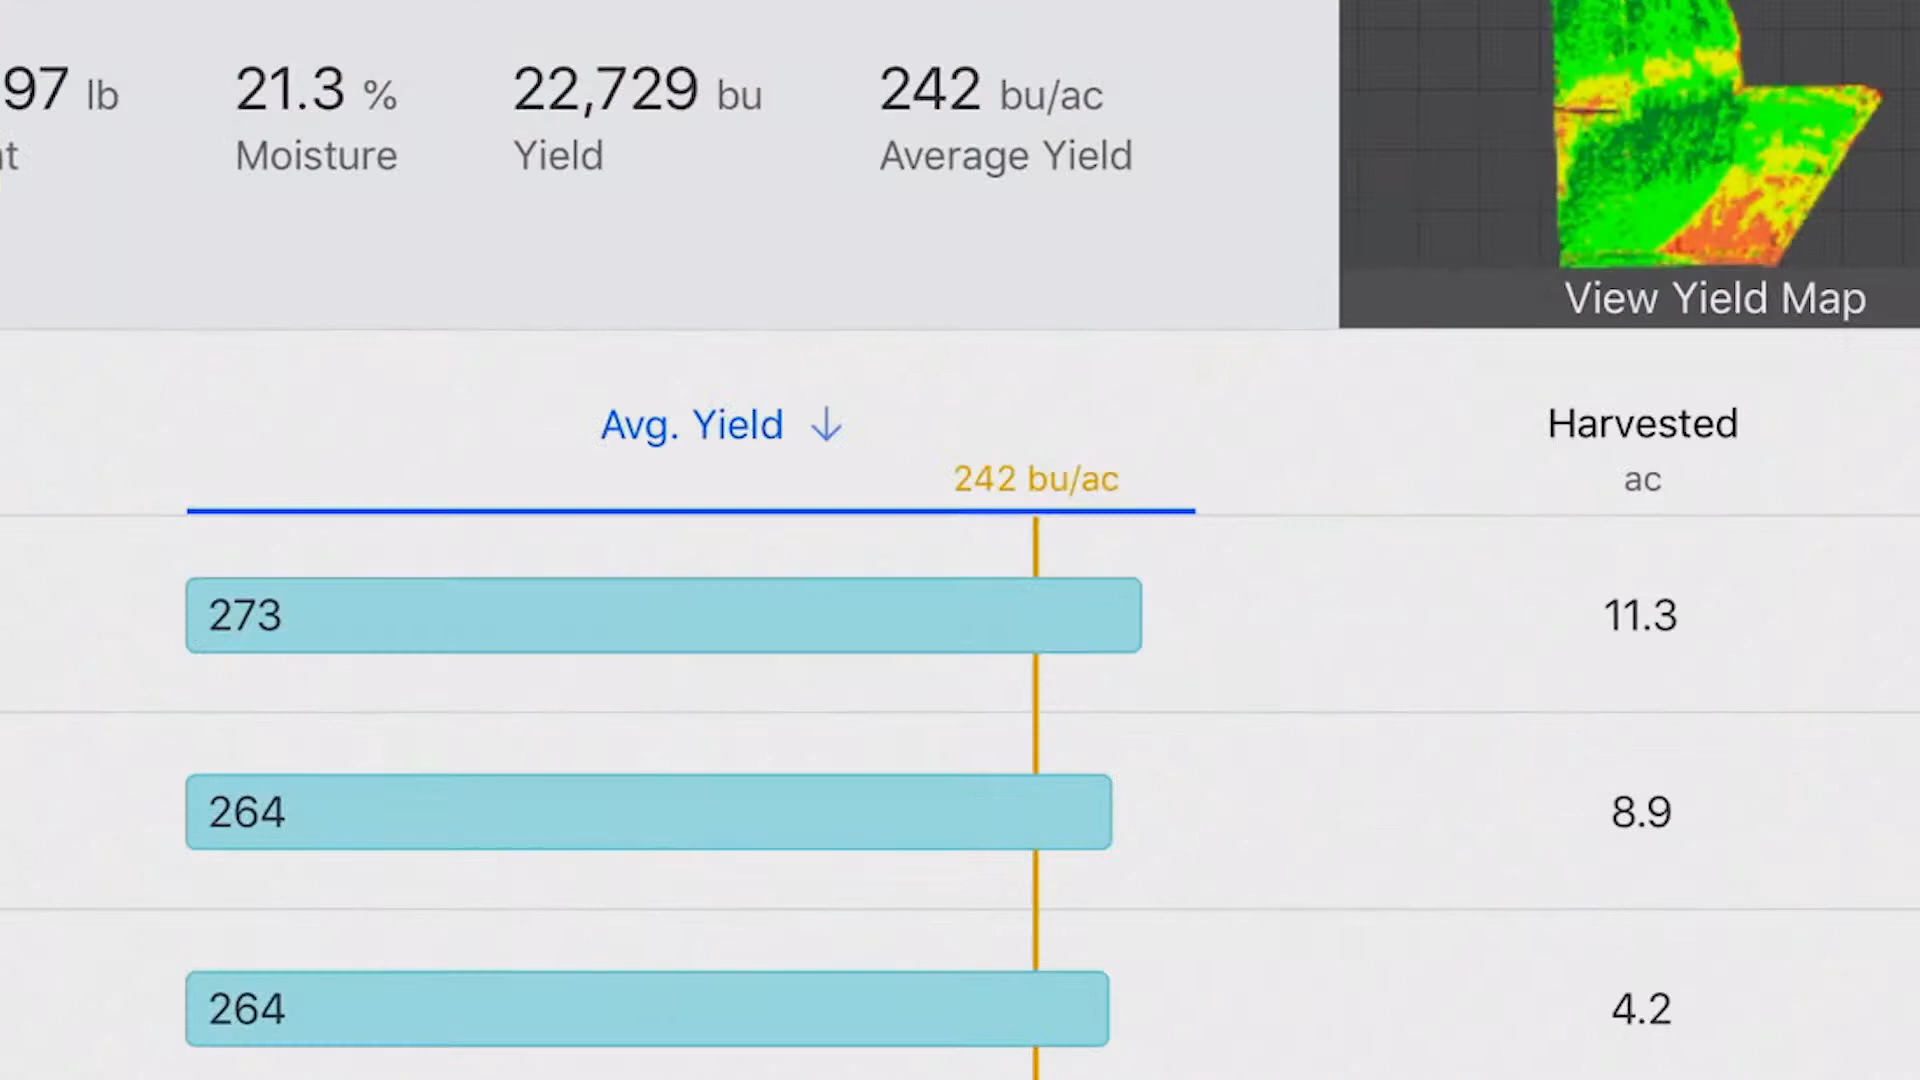 97 lb
21.3 %
Moisture
22,729 bu
Yield
242 bu/ac
Average Yield
View Yield Map
Avg. Yield ↓
242 bu/ac
Harvested
ac
273
11.3
264
8.9
264
4.2